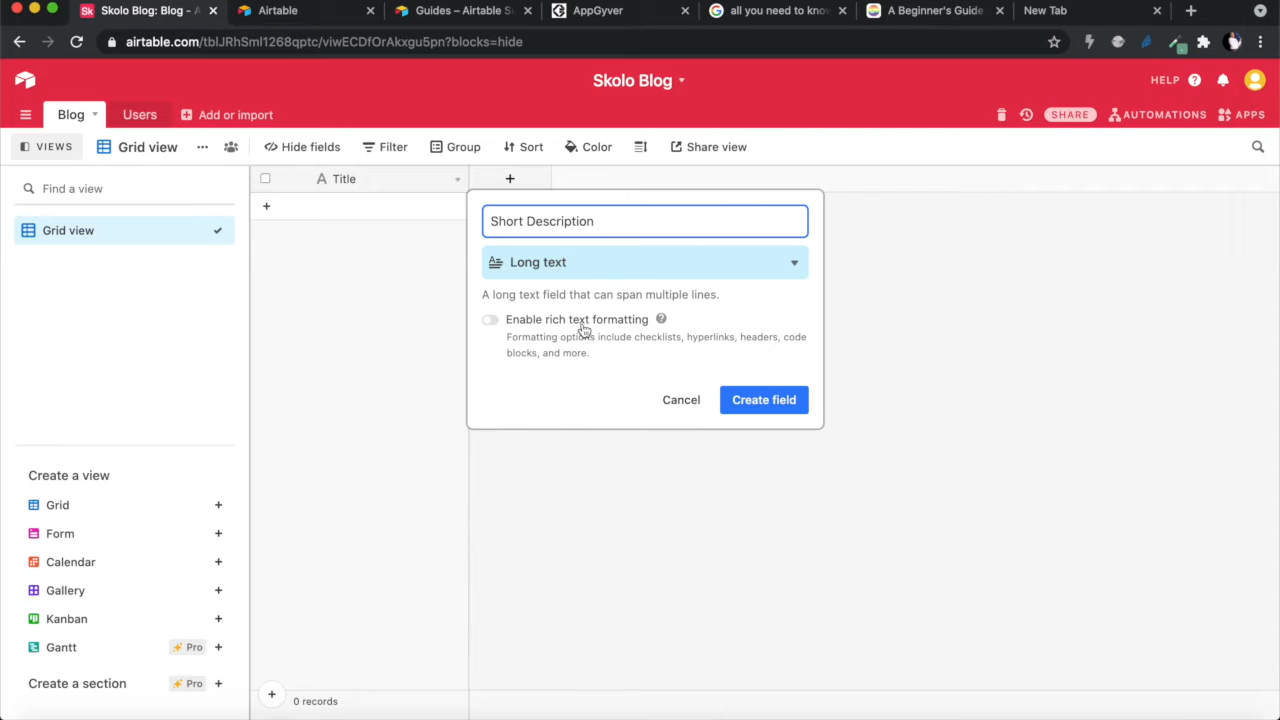 Sk Skolo Blog: Blog - A
Airtable
Guides – Airtable Su
AppGyver
all you need to kno
A Beginner's Guide
New Tab
airtable.com/tblJRhSml1268qptc/viwECDfOrAkxgu5pn?blocks=hide
Skolo Blog
HELP
Blog
Users
Add or import
SHARE
AUTOMATIONS
APPS
VIEWS
Grid view
Hide fields
Filter
Group
Sort
Color
Share view
Find a view
Title
Grid view
Short Description
Long text
A long text field that can span multiple lines.
Enable rich text formatting
Formatting options include checklists, hyperlinks, headers, code
blocks, and more.
Cancel
Create field
Create a view
Grid
Form
Calendar
Gallery
Kanban
Gantt
Pro
Create a section
Pro
0 records